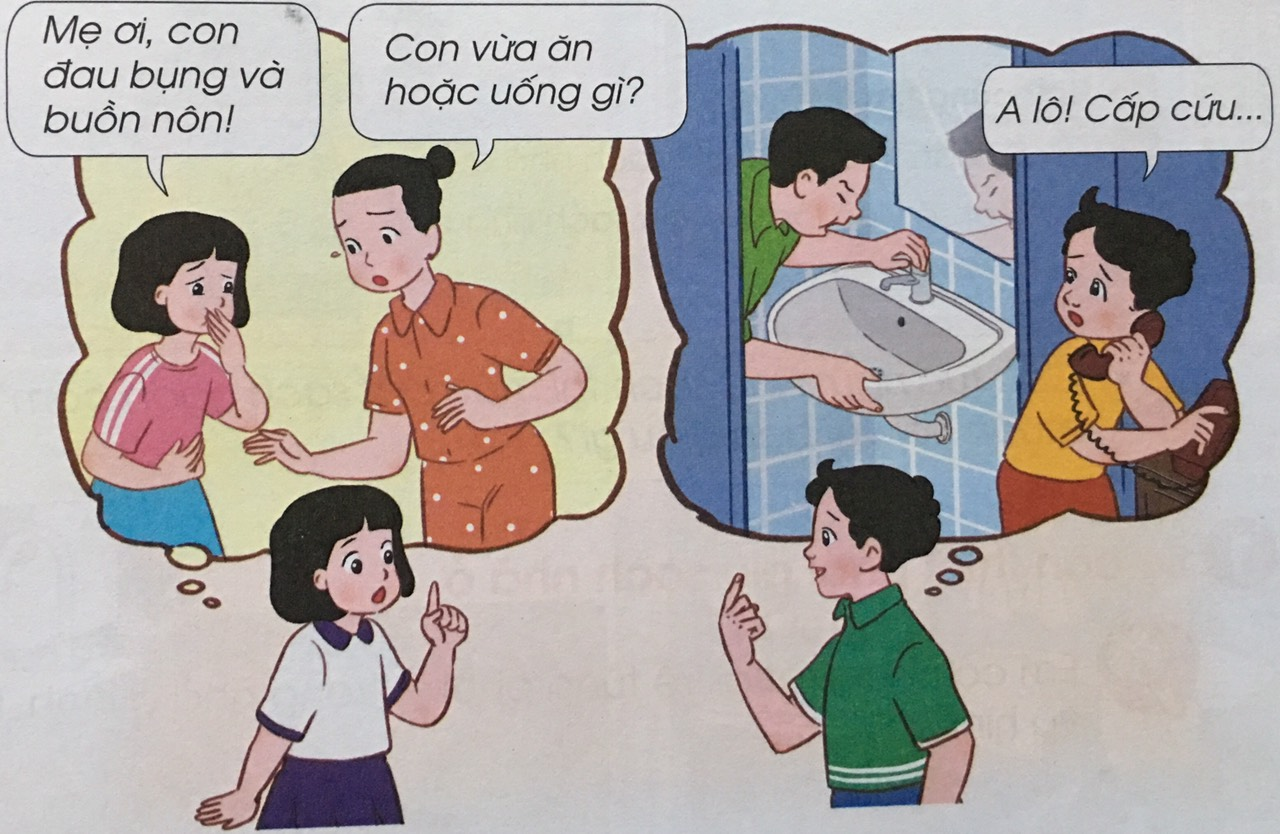 Mẹ ơi, con
đau bụng và
buồn nôn!
Con vừa ăn
hoặc uống gì?
A lô! Cấp cứu...